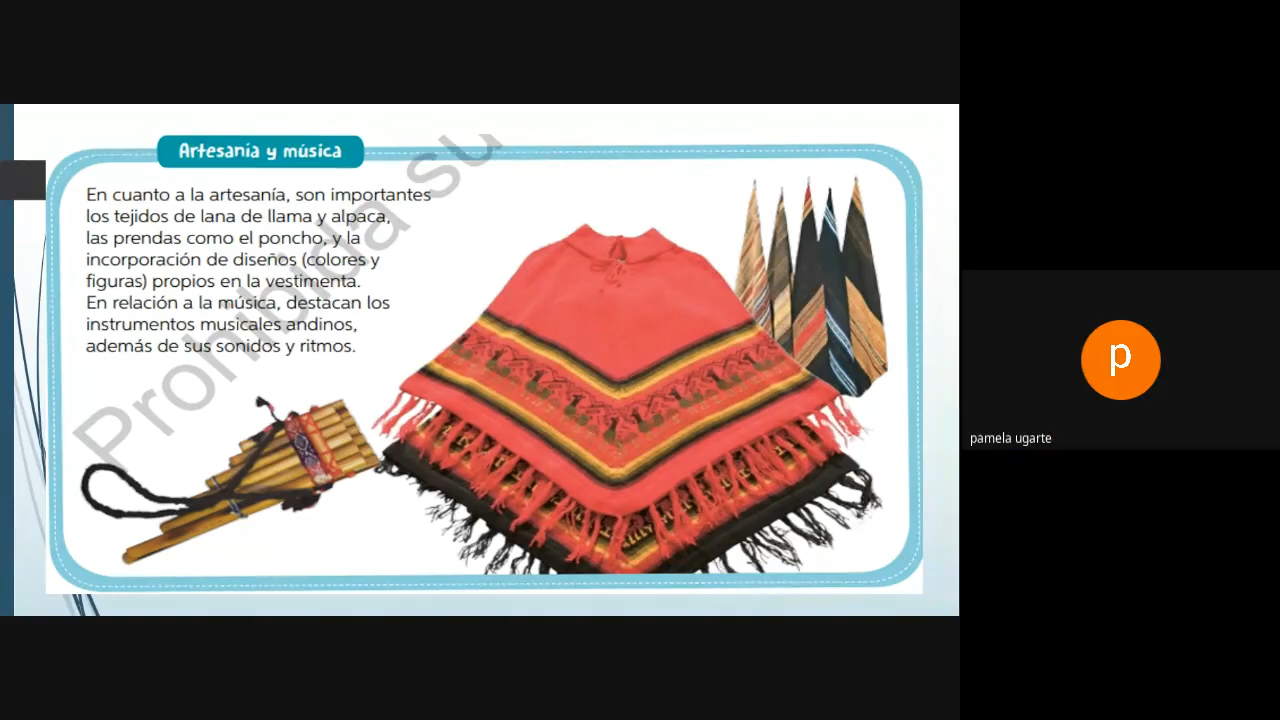 Artesanía y música
En cuanto a la artesanía, son importantes
los tejidos de lana de llama y alpaca,
las prendas como el poncho, y la
incorporación de diseños (colores y
figuras) propios en la vestimenta.
En relación a la música, destacan los
instrumentos musicales andinos,
además de sus sonidos y ritmos.
Prohibida su
p
pamela ugarte